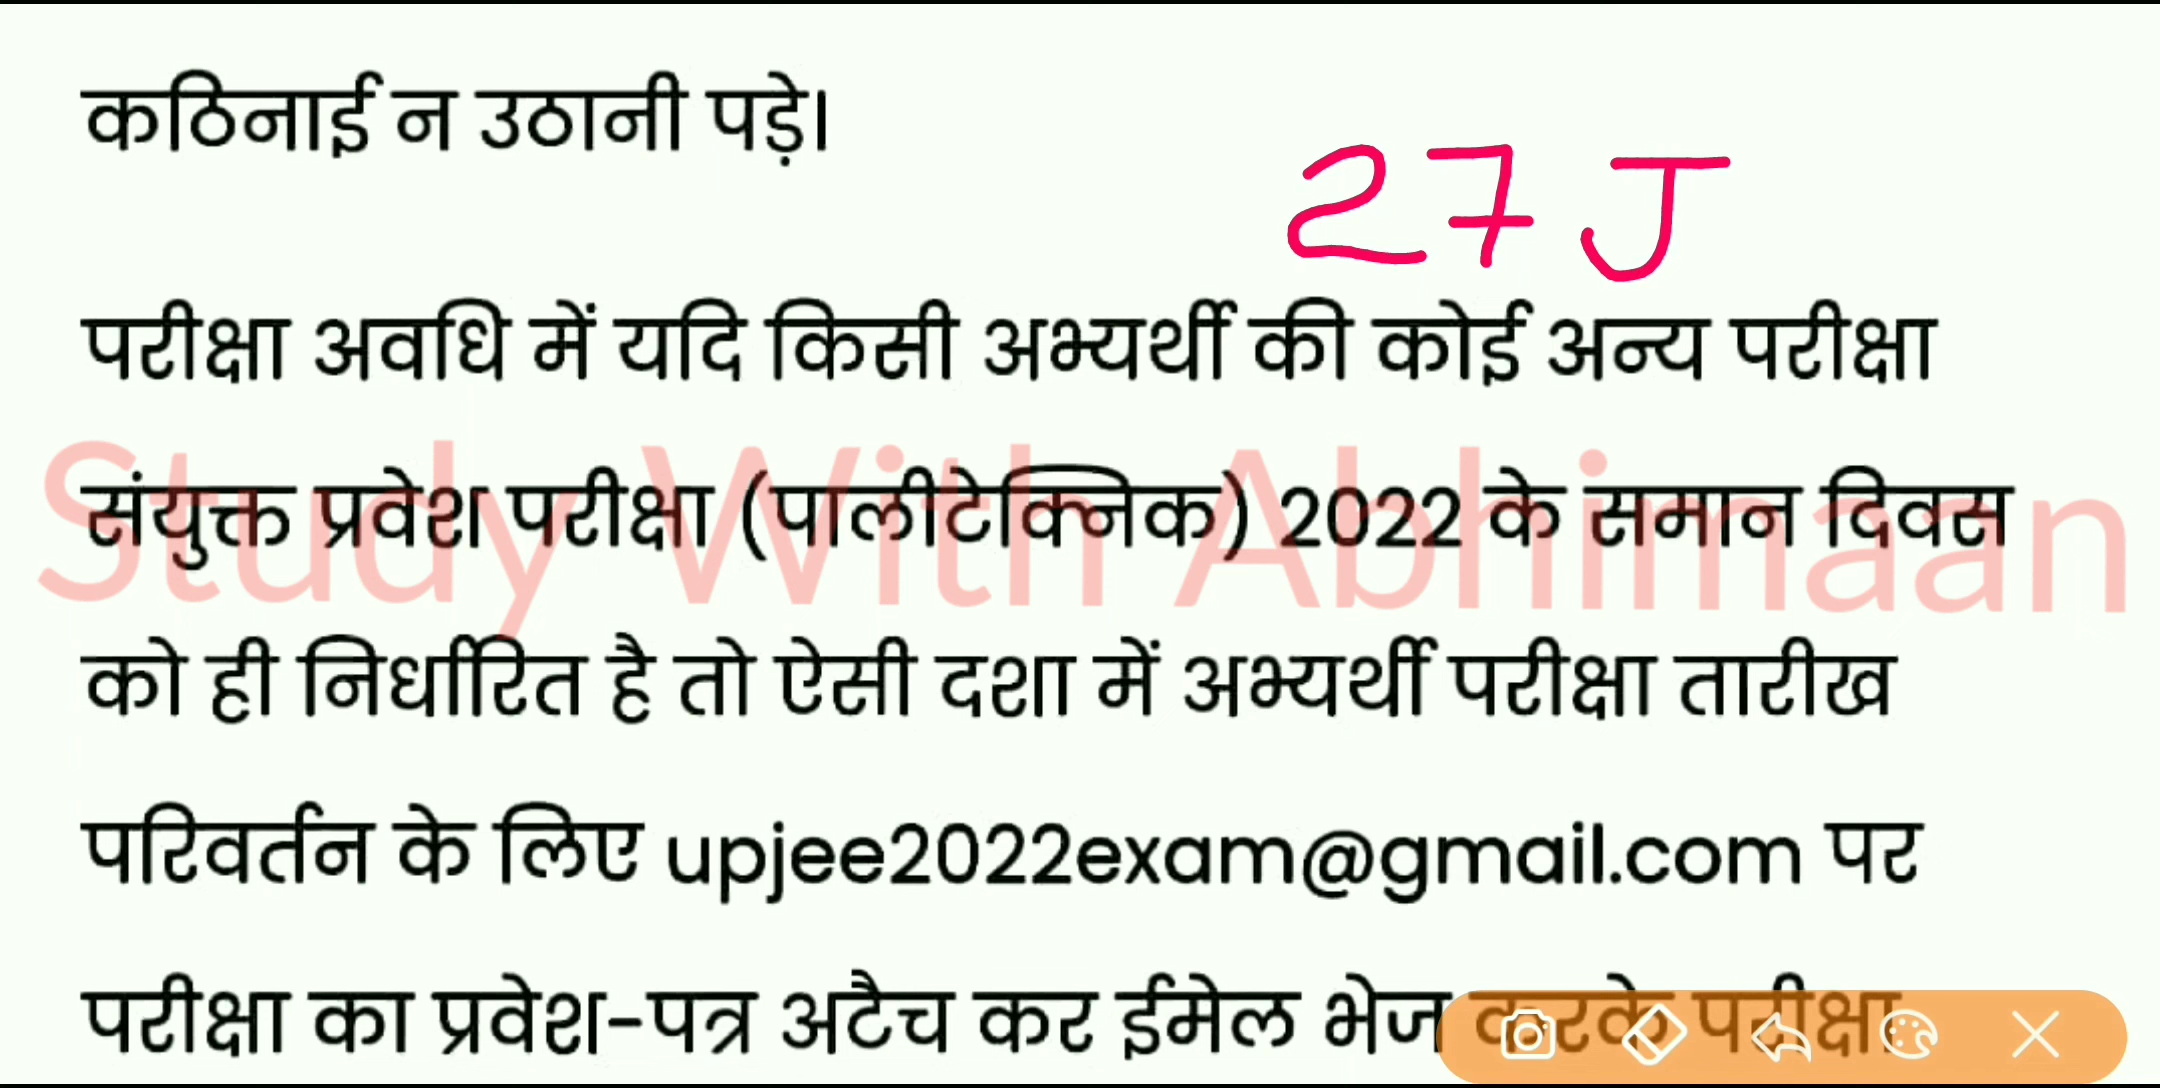 कठिनाई न उठानी पड़े।
27 J
परीक्षा अवधि में यदि किसी अभ्यर्थी की कोई अन्य परीक्षा
संयुक्त प्रवेश परीक्षा (पालीटेक्निक) 2022 के समान दिवस
Study With Abhimaan
को ही निर्धारित है तो ऐसी दशा में अभ्यर्थी परीक्षा तारीख
परिवर्तन के लिए upjee2022exam@gmail.com पर
परीक्षा का प्रवेश-पत्र अटैच कर ईमेल भेज करके परीक्षा